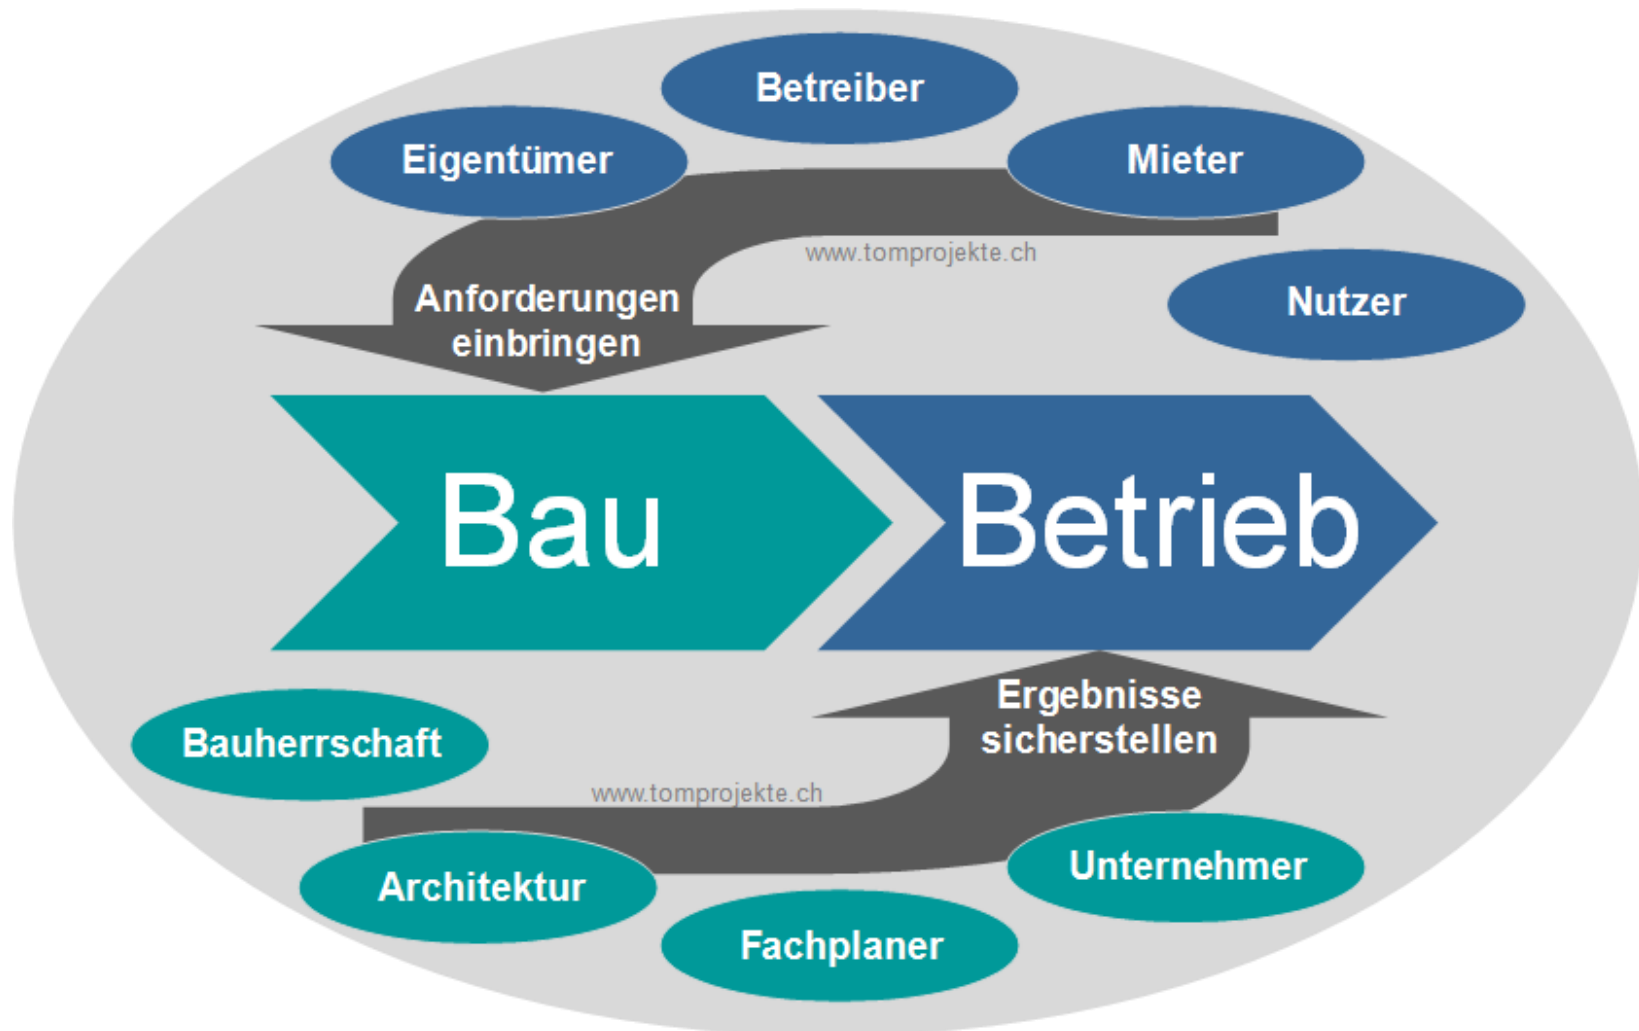 Betreiber
Eigentümer
Mieter
www.tomprojekte.ch
Nutzer
Anforderungen
einbringen
Bau
Betrieb
Ergebnisse
sicherstellen
Bauherrschaft
www.tomprojekte.ch
Architektur
Unternehmer
Fachplaner